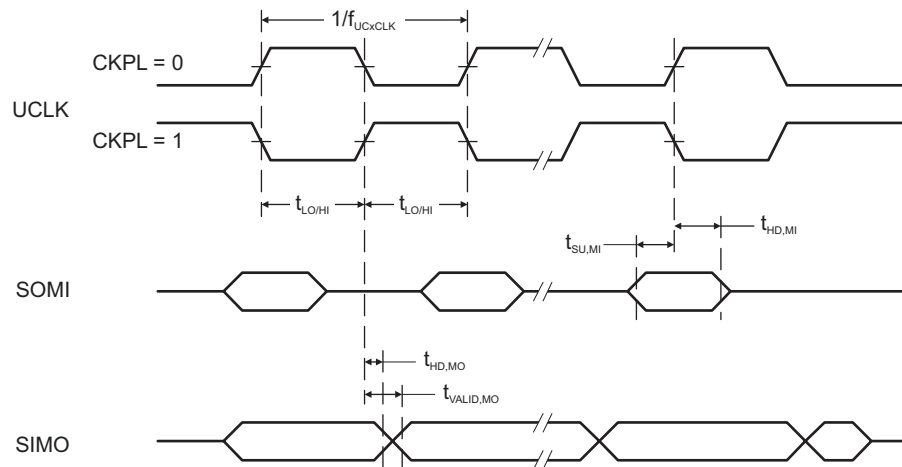 1/fUCxCLK
CKPL = 0
UCLK
CKPL = 1
tLO/HI tLO/HI
tSU,MI tHD,MI
SOMI
tHD,MO
tVALID,MO
SIMO